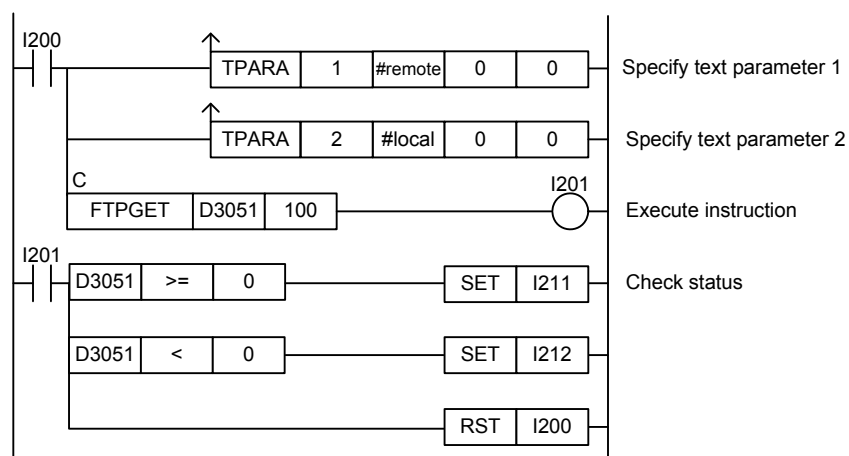 I200
TPARA 1 #remote 0 0 Specify text parameter 1
TPARA 2 #local 0 0 Specify text parameter 2
C I201
FTPGET D3051 100 Execute instruction
I201
D3051 >= 0 SET I211 Check status
D3051 < 0 SET I212
RST I200